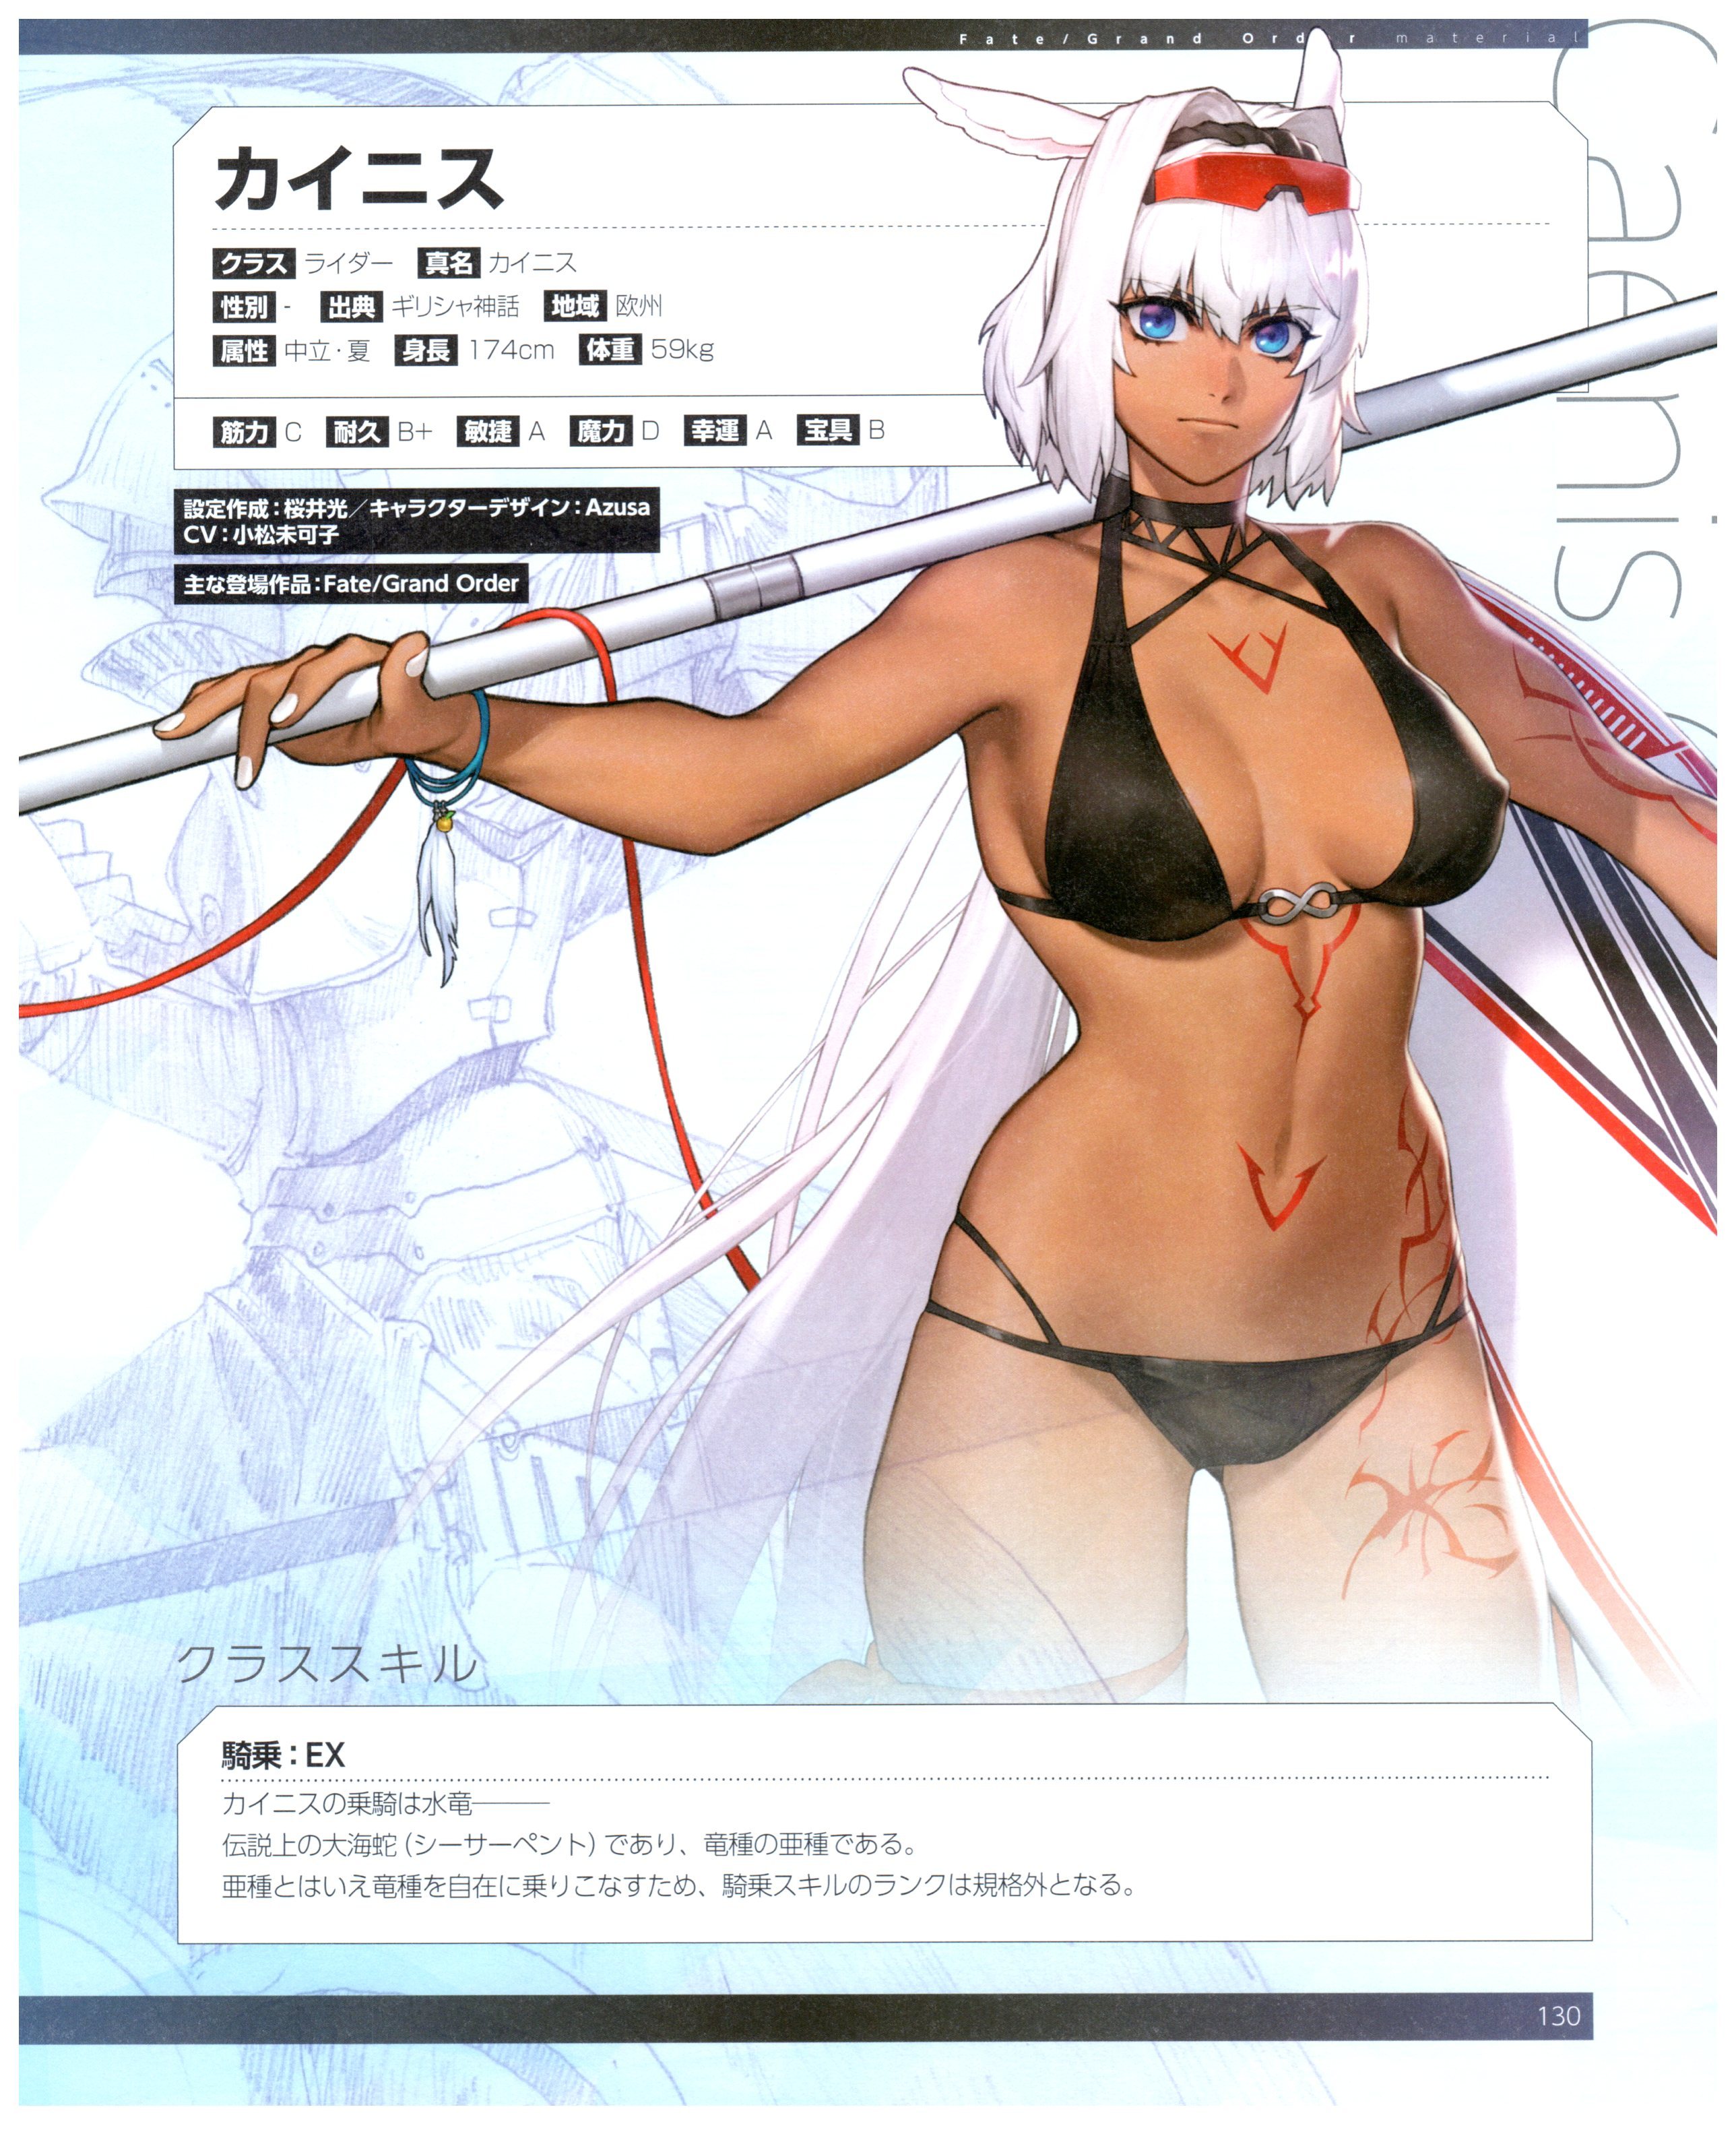 Fate/Grand Order material
Caenis
カイニス
クラス ライダー 真名 カイニス
性別 - 出典 ギリシャ神話 地域 欧州
属性 中立・夏 身長 174cm 体重 59kg
筋力 C 耐久 B+ 敏捷 A 魔力 D 幸運 A 宝具 B
設定作成：桜井光／キャラクターデザイン：Azusa
CV：小松未可子
主な登場作品：Fate/Grand Order
クラススキル
騎乗：EX
カイニスの乗騎は水竜———
伝説上の大海蛇（シーサーペント）であり、竜種の亜種である。
亜種とはいえ竜種を自在に乗りこなすため、騎乗スキルのランクは規格外となる。
130